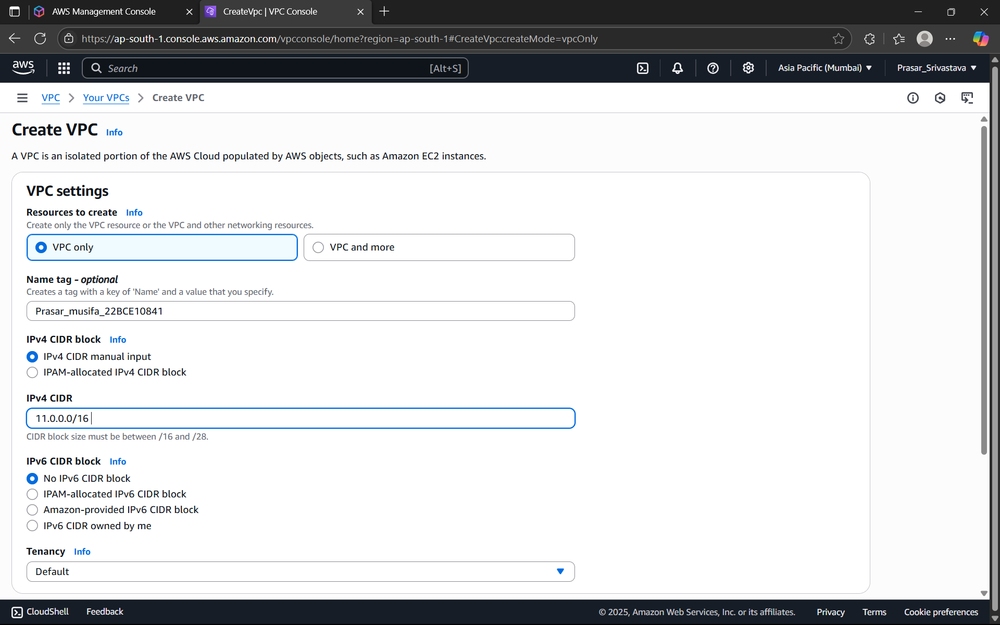 AWS Management Console
CreateVpc | VPC Console
https://ap-south-1.console.aws.amazon.com/vpcconsole/home?region=ap-south-1#CreateVpc:createMode=vpcOnly
aws
Search
[Alt+S]
Asia Pacific (Mumbai)
Prasar_Srivastava
VPC
Your VPCs
Create VPC
Create VPC Info
A VPC is an isolated portion of the AWS Cloud populated by AWS objects, such as Amazon EC2 instances.
VPC settings
Resources to create Info
Create only the VPC resource or the VPC and other networking resources.
VPC only
VPC and more
Name tag - optional
Creates a tag with a key of 'Name' and a value that you specify.
Prasar_musifa_22BCE10841
IPv4 CIDR block Info
IPv4 CIDR manual input
IPAM-allocated IPv4 CIDR block
IPv4 CIDR
11.0.0.0/16
CIDR block size must be between /16 and /28.
IPv6 CIDR block Info
No IPv6 CIDR block
IPAM-allocated IPv6 CIDR block
Amazon-provided IPv6 CIDR block
IPv6 CIDR owned by me
Tenancy Info
Default
CloudShell
Feedback
© 2025, Amazon Web Services, Inc. or its affiliates.
Privacy
Terms
Cookie preferences